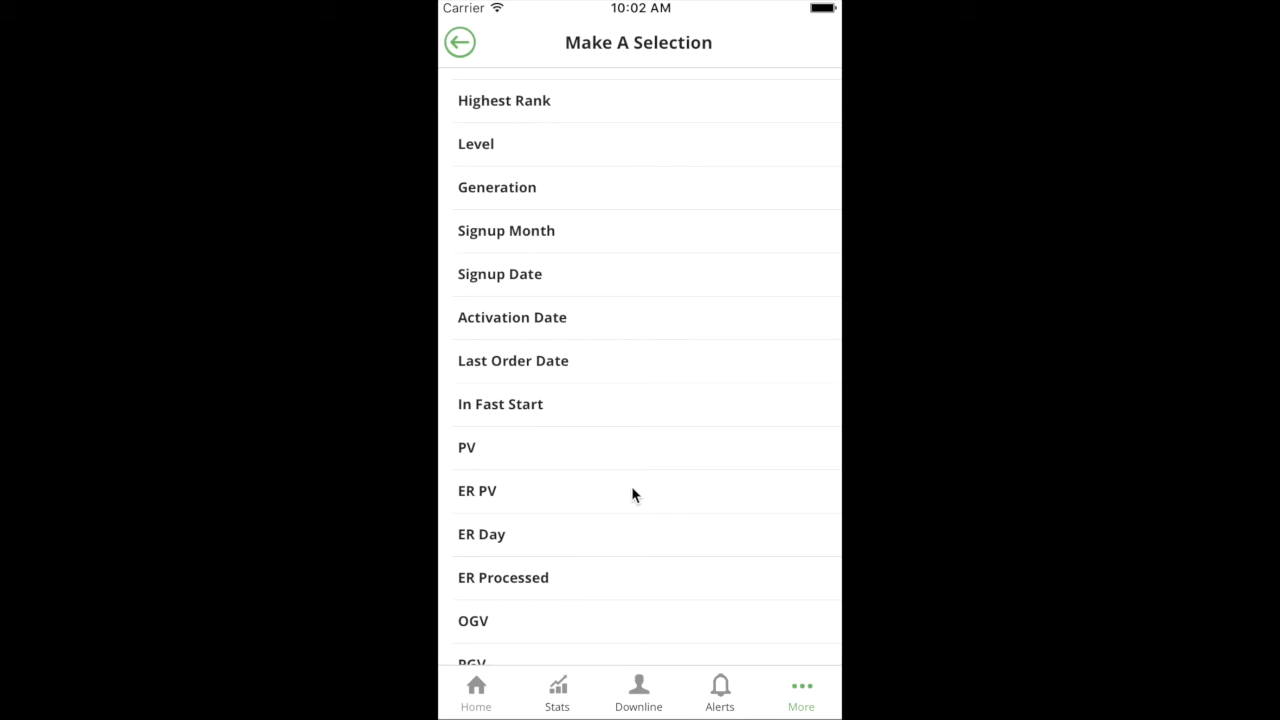 Carrier 10:02 AM
Make A Selection
Highest Rank
Level
Generation
Signup Month
Signup Date
Activation Date
Last Order Date
In Fast Start
PV
ER PV
ER Day
ER Processed
OGV
PGV
Home Stats Downline Alerts More